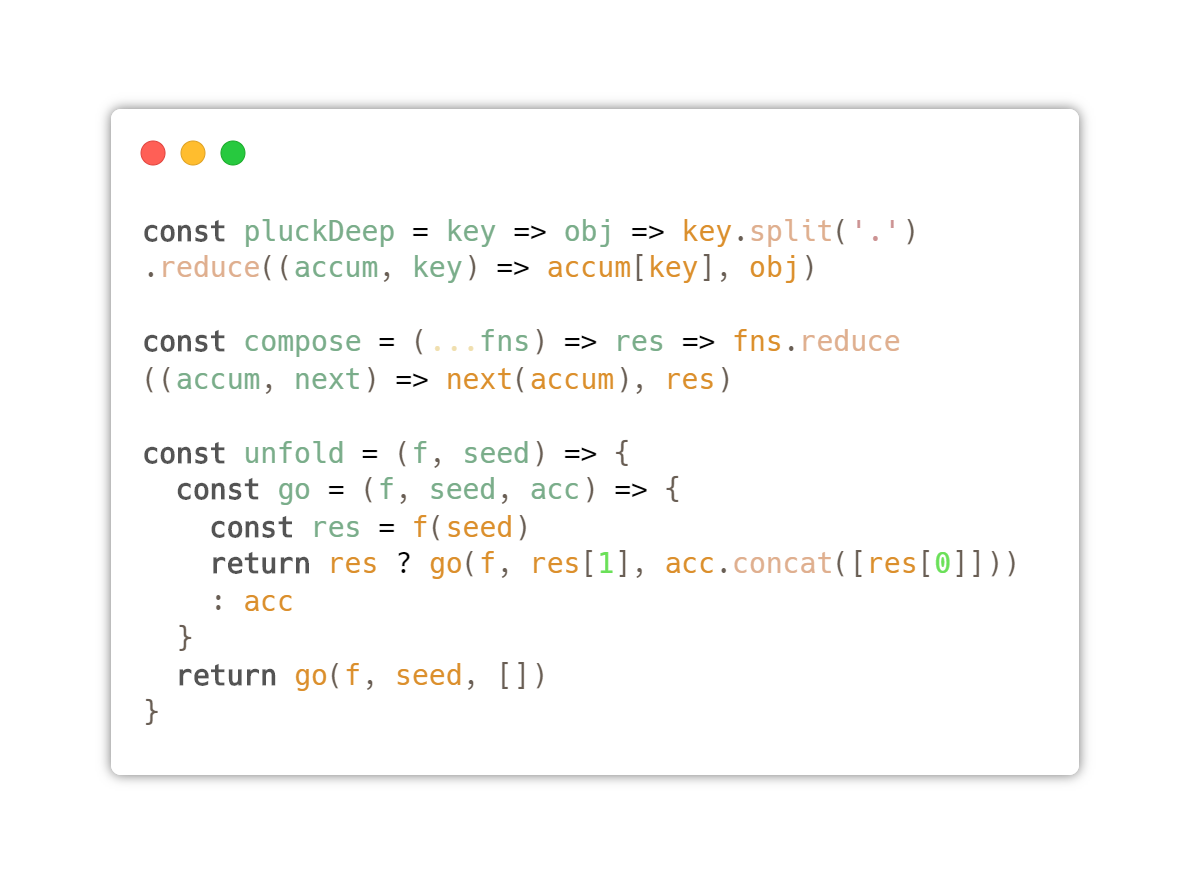 const pluckDeep = key => obj => key.split('.')
.reduce((accum, key) => accum[key], obj)

const compose = (...fns) => res => fns.reduce
((accum, next) => next(accum), res)

const unfold = (f, seed) => {
  const go = (f, seed, acc) => {
    const res = f(seed)
    return res ? go(f, res[1], acc.concat([res[0]]))
    : acc
  }
  return go(f, seed, [])
}